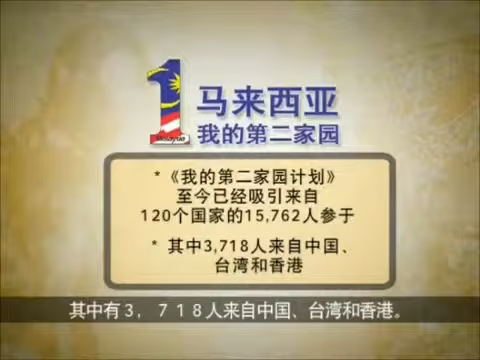 马来西亚
我的第二家园
*《我的第二家园计划》
至今已经吸引来自
120个国家的15,762人参于
* 其中3,718人来自中国、
台湾和香港
其中有3，718人来自中国、台湾和香港。